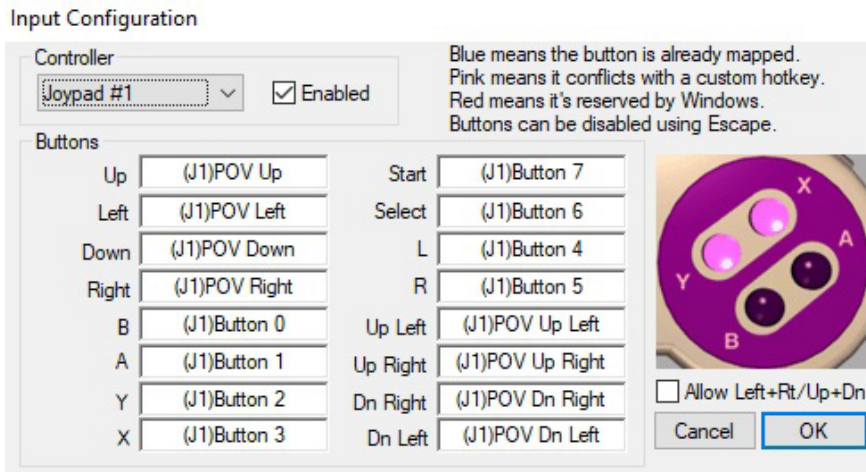 Input Configuration
Controller
Joypad #1
Enabled
Blue means the button is already mapped.
Pink means it conflicts with a custom hotkey.
Red means it's reserved by Windows.
Buttons can be disabled using Escape.
Buttons
Up (J1)POV Up Start (J1)Button 7
Left (J1)POV Left Select (J1)Button 6
Down (J1)POV Down L (J1)Button 4
Right (J1)POV Right R (J1)Button 5
B (J1)Button 0 Up Left (J1)POV Up Left
A (J1)Button 1 Up Right (J1)POV Up Right
Y (J1)Button 2 Dn Right (J1)POV Dn Right
X (J1)Button 3 Dn Left (J1)POV Dn Left
X
A
Y
B
Allow Left+Rt/Up+Dn
Cancel OK